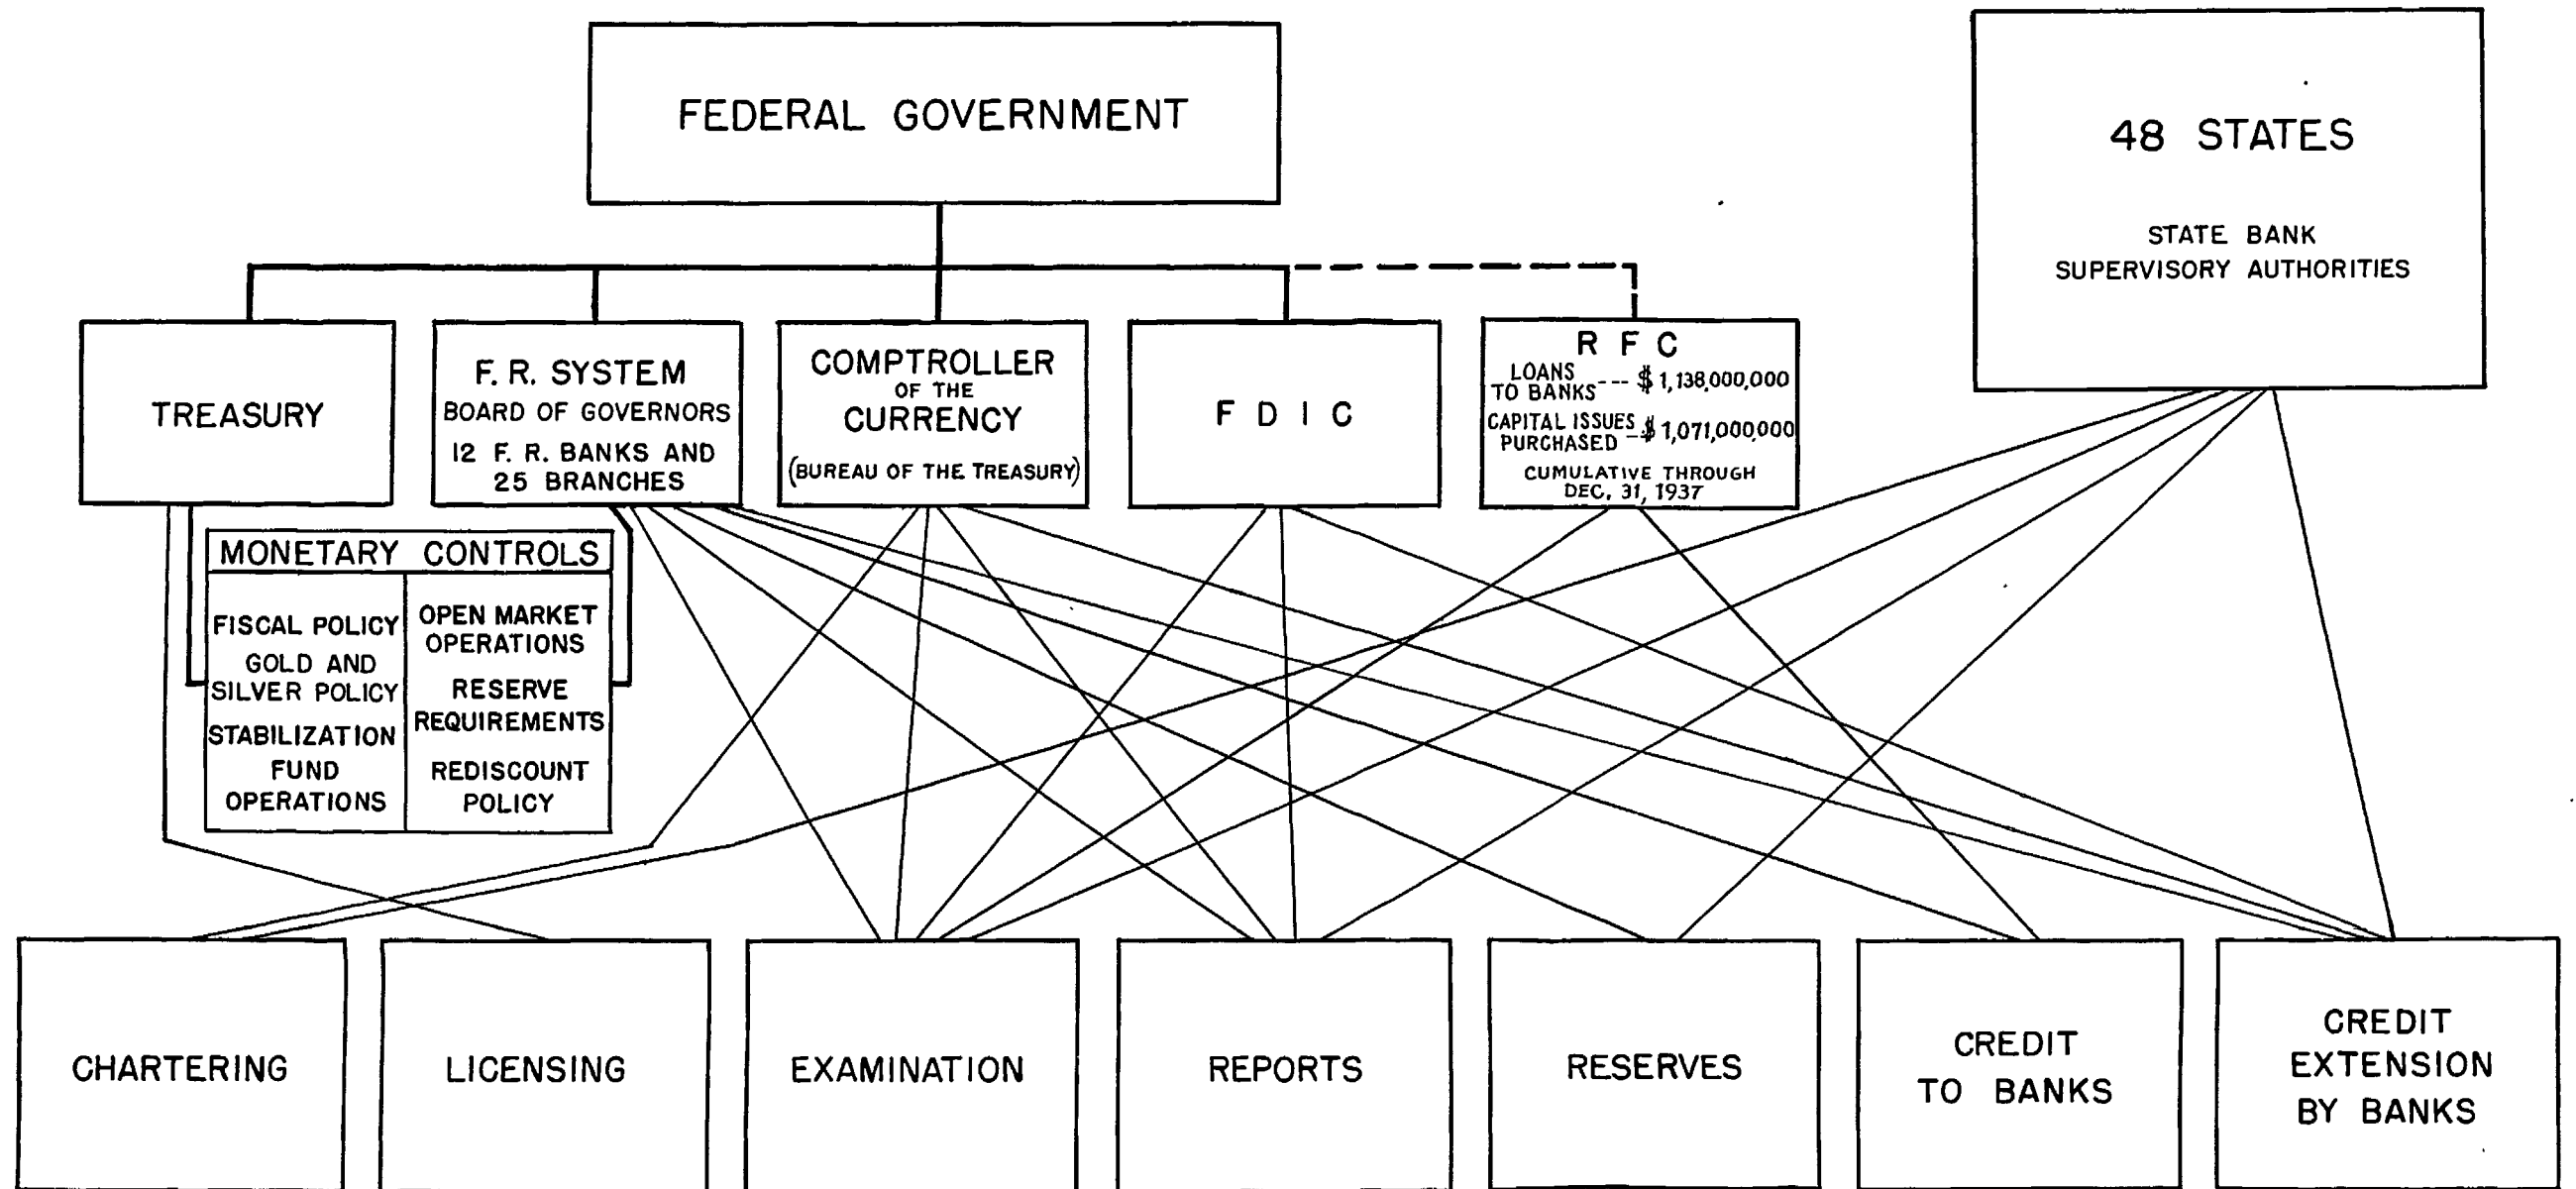 FEDERAL GOVERNMENT
48 STATES
STATE BANK
SUPERVISORY AUTHORITIES
TREASURY
F. R. SYSTEM
BOARD OF GOVERNORS
12 F. R. BANKS AND
25 BRANCHES
COMPTROLLER
OF THE
CURRENCY
(BUREAU OF THE TREASURY)
F D I C
R F C
LOANS
TO BANKS --- $ 1,138,000,000
CAPITAL ISSUES
PURCHASED - $ 1,071,000,000
CUMULATIVE THROUGH
DEC. 31, 1937
MONETARY CONTROLS
FISCAL POLICY
GOLD AND
SILVER POLICY
STABILIZATION
FUND
OPERATIONS
OPEN MARKET
OPERATIONS
RESERVE
REQUIREMENTS
REDISCOUNT
POLICY
CHARTERING
LICENSING
EXAMINATION
REPORTS
RESERVES
CREDIT
TO BANKS
CREDIT
EXTENSION
BY BANKS